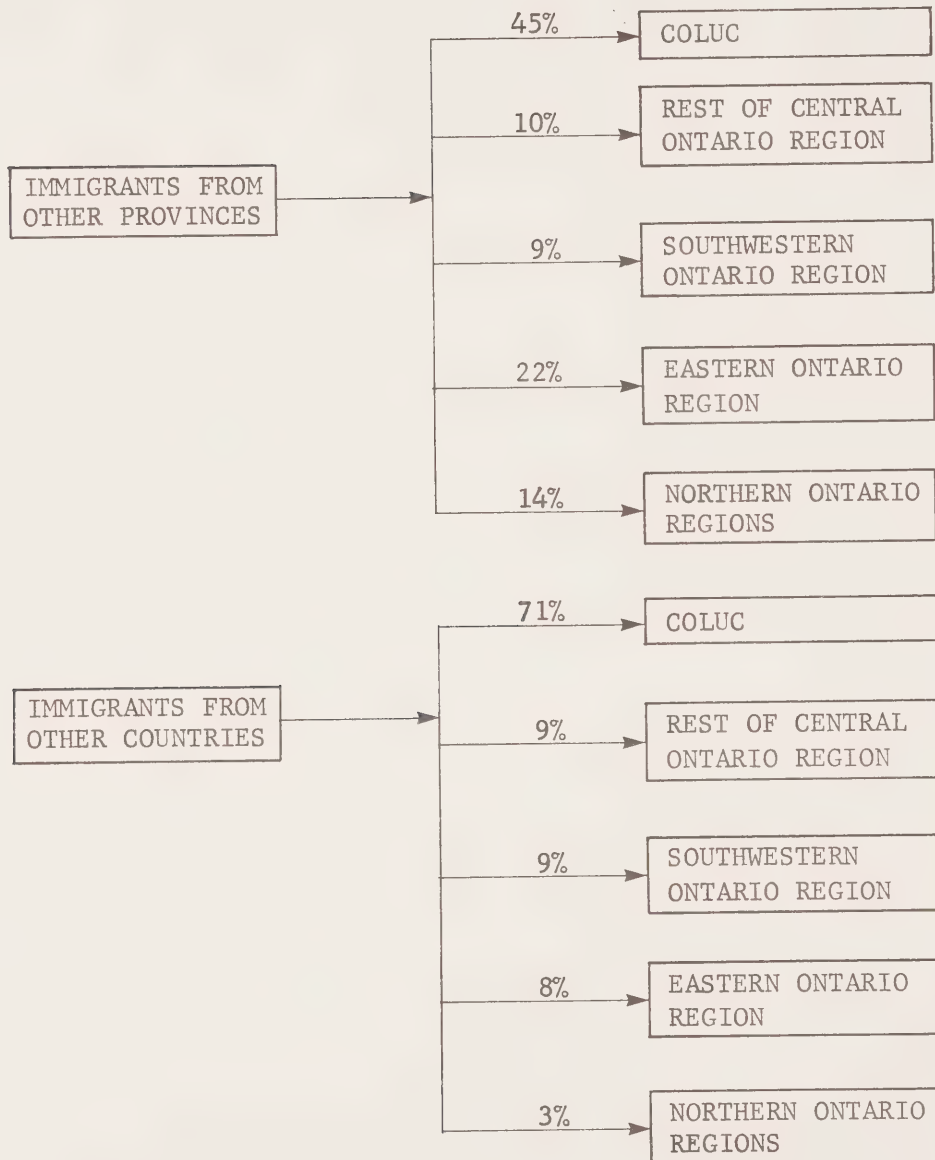 45%
COLUC
10%
REST OF CENTRAL
ONTARIO REGION
IMMIGRANTS FROM
OTHER PROVINCES
9%
SOUTHWESTERN
ONTARIO REGION
22%
EASTERN ONTARIO
REGION
14%
NORTHERN ONTARIO
REGIONS
71%
COLUC
IMMIGRANTS FROM
OTHER COUNTRIES
9%
REST OF CENTRAL
ONTARIO REGION
9%
SOUTHWESTERN
ONTARIO REGION
8%
EASTERN ONTARIO
REGION
3%
NORTHERN ONTARIO
REGIONS